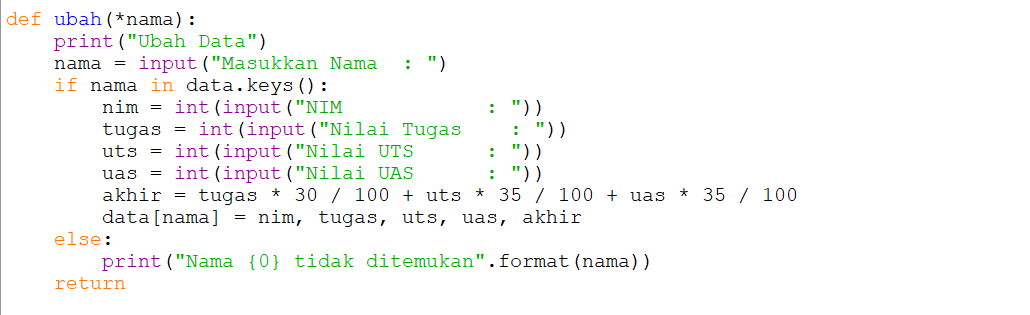 def ubah(*nama):
    print("Ubah Data")
    nama = input("Masukkan Nama  : ")
    if nama in data.keys():
        nim = int(input("NIM            : "))
        tugas = int(input("Nilai Tugas    : "))
        uts = int(input("Nilai UTS      : "))
        uas = int(input("Nilai UAS      : "))
        akhir = tugas * 30 / 100 + uts * 35 / 100 + uas * 35 / 100
        data[nama] = nim, tugas, uts, uas, akhir
    else:
        print("Nama {0} tidak ditemukan".format(nama))
    return